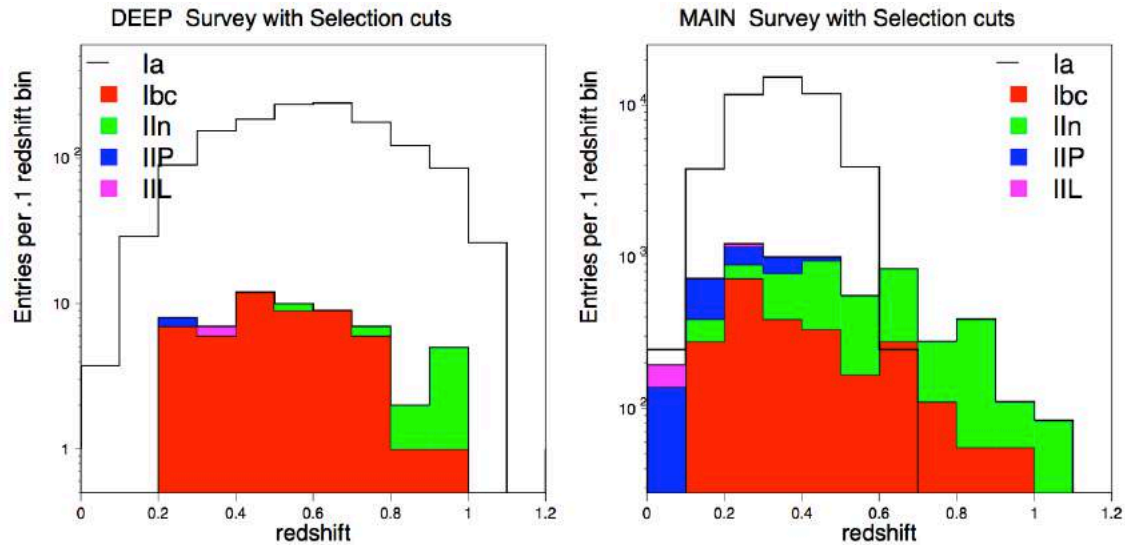 DEEP Survey with Selection cuts
Entries per .1 redshift bin
10²
10
1
Ia
Ibc
IIn
IIP
IIL
0
0.2
0.4
0.6
0.8
1
1.2
redshift
MAIN Survey with Selection cuts
Entries per .1 redshift bin
10⁴
10³
10²
Ia
Ibc
IIn
IIP
IIL
0
0.2
0.4
0.6
0.8
1
1.2
redshift